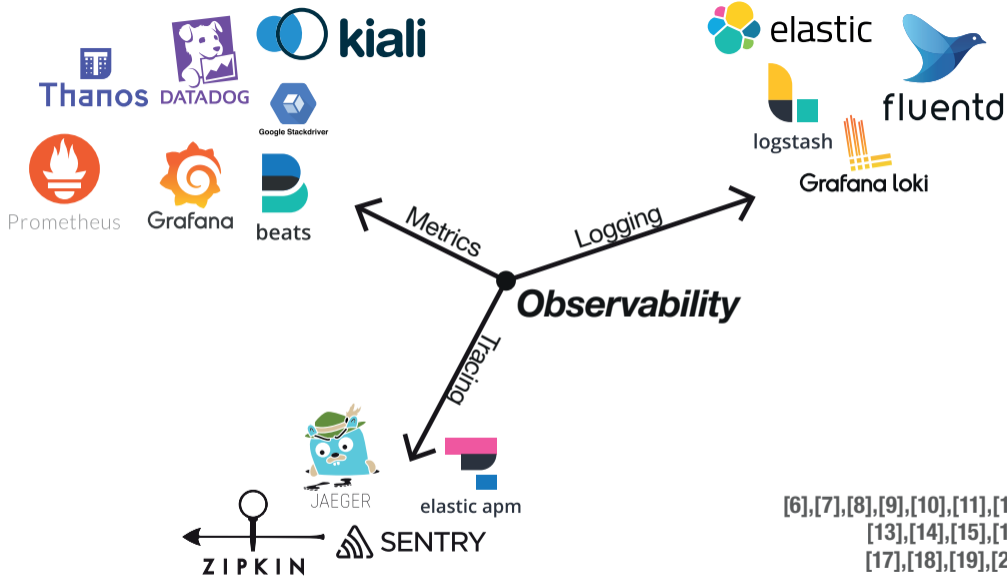 kiali
Thanos
DATADOG
Google Stackdriver
Prometheus
Grafana
beats
elastic
fluentd
logstash
Grafana loki
Metrics
Logging
Observability
Tracing
JAEGER
elastic apm
ZIPKIN
SENTRY
[6],[7],[8],[9],[10],[11],[1
[13],[14],[15],[1
[17],[18],[19],[2